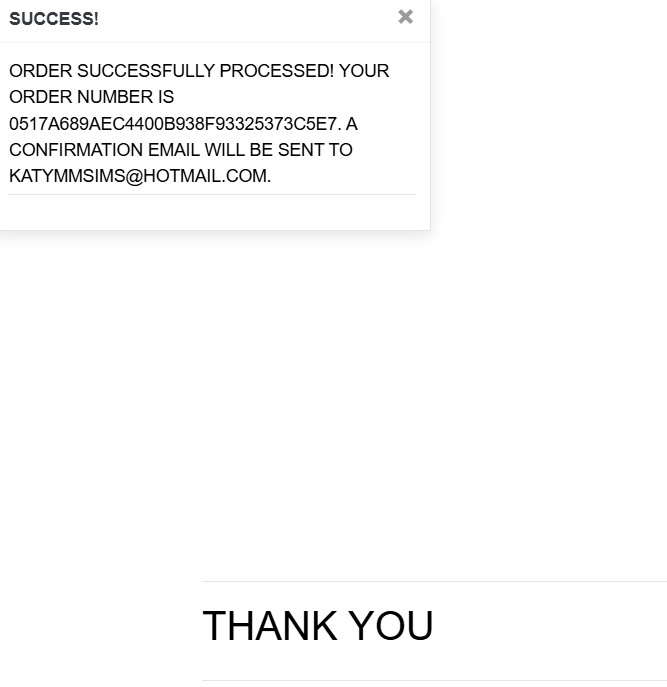 SUCCESS!
ORDER SUCCESSFULLY PROCESSED! YOUR
ORDER NUMBER IS
0517A689AEC4400B938F93325373C5E7. A
CONFIRMATION EMAIL WILL BE SENT TO
KATYMMSIMS@HOTMAIL.COM.
THANK YOU